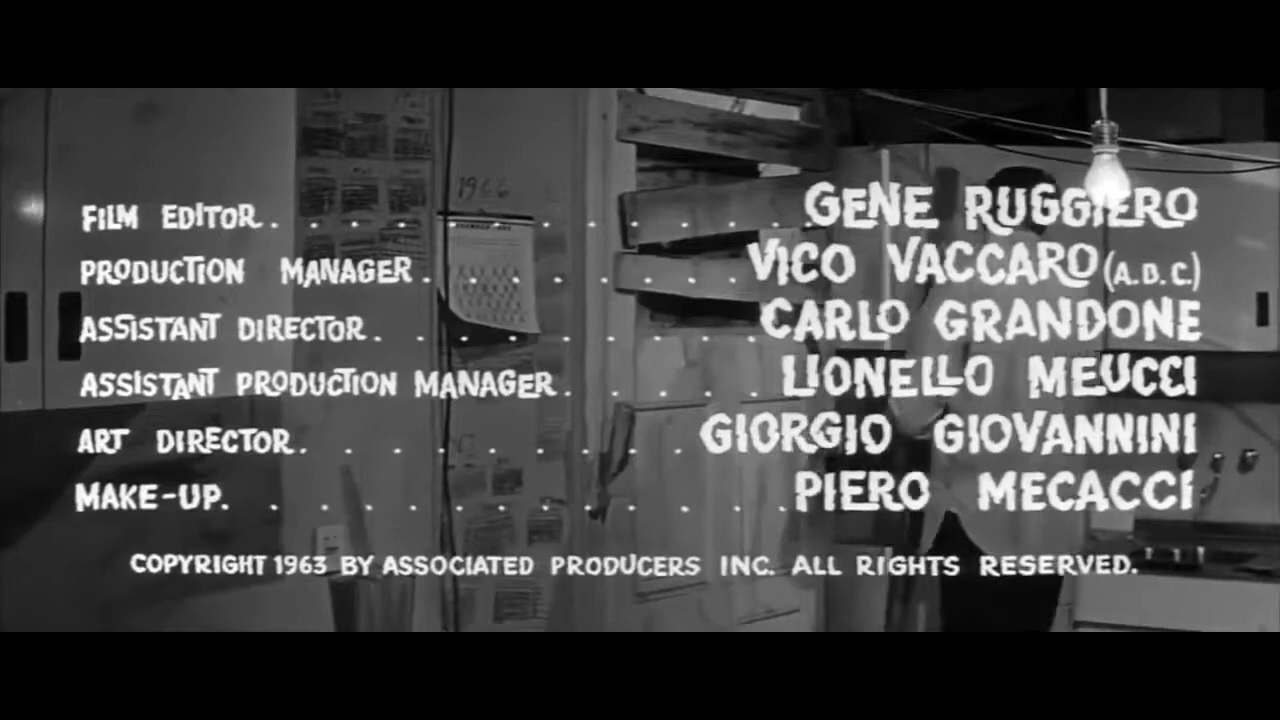 1966
FILM EDITOR. . . . . . . . . . . . GENE RUGGIERO
PRODUCTION MANAGER. . . . . . . . VICO VACCARO (A.D.C.)
ASSISTANT DIRECTOR. . . . . . . . . CARLO GRANDONE
ASSISTANT PRODUCTION MANAGER. . . . . LIONELLO MEUCCI
ART DIRECTOR. . . . . . . . . GIORGIO GIOVANNINI
MAKE-UP. . . . . . . . . . . . . PIERO MECACCI
COPYRIGHT 1963 BY ASSOCIATED PRODUCERS INC. ALL RIGHTS RESERVED.